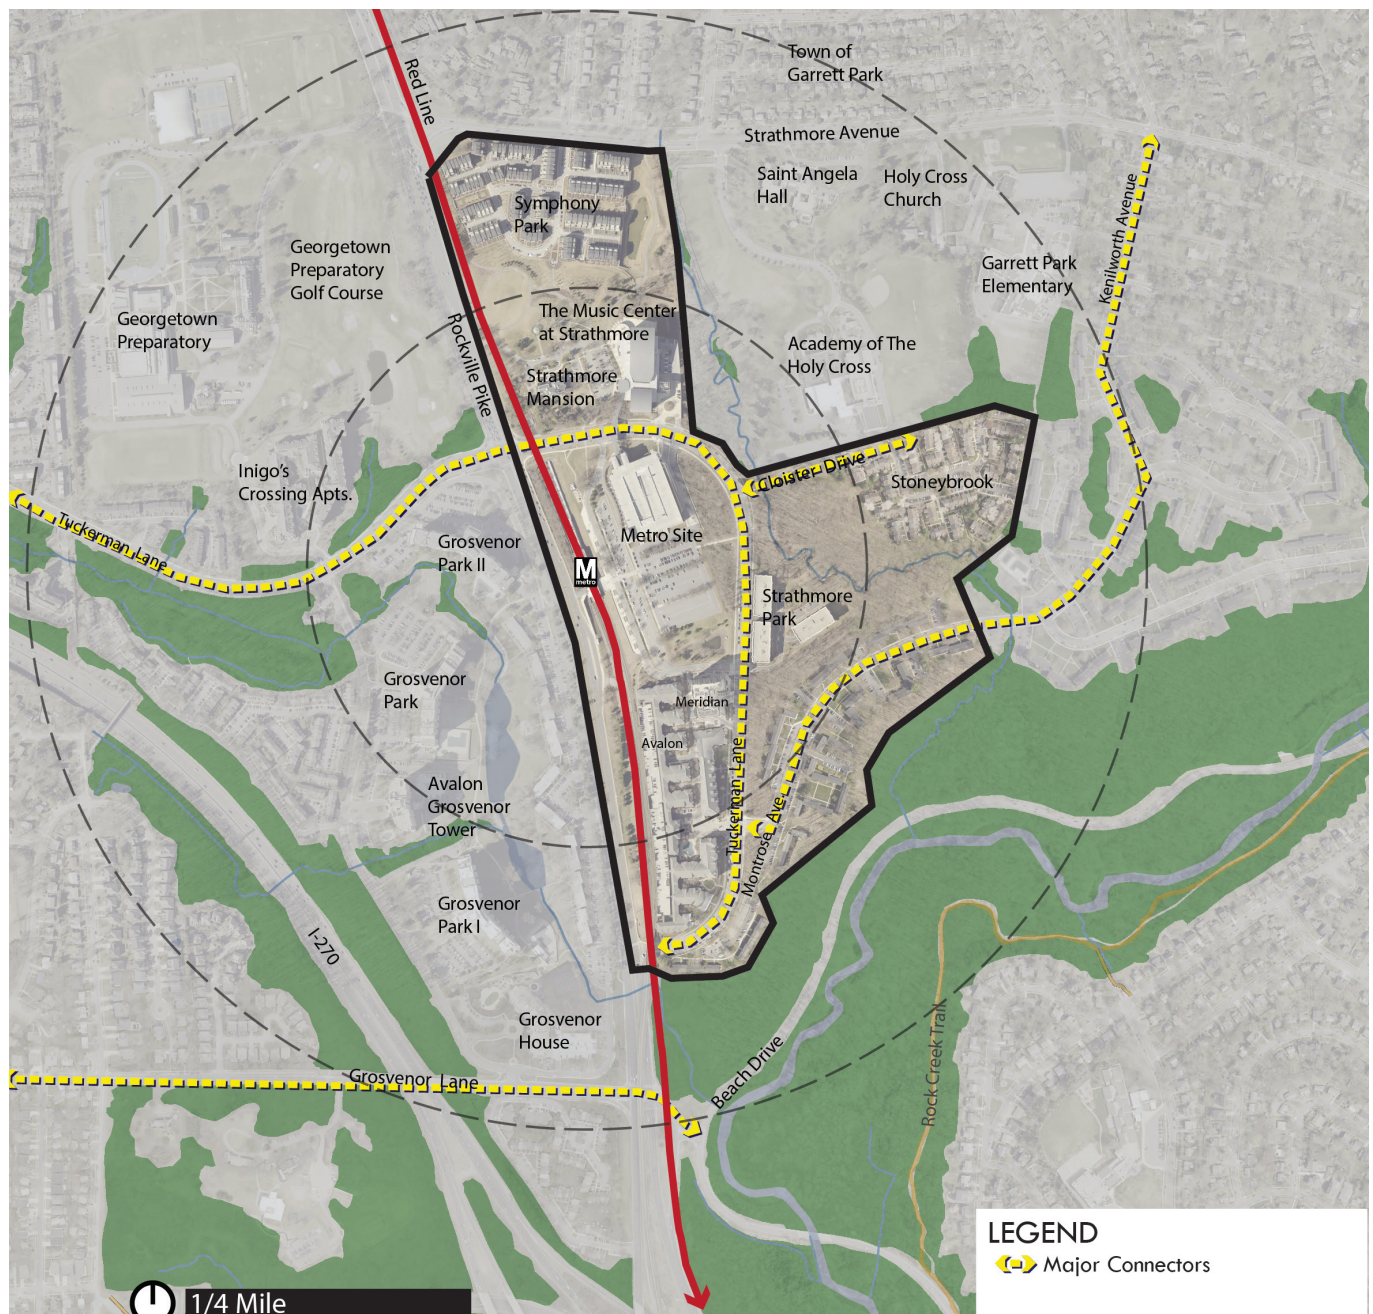 Town of
Garrett Park
Red Line
Strathmore Avenue
Saint Angela
Hall
Holy Cross
Church
Symphony
Park
Kenilworth Avenue
Georgetown
Preparatory
Golf Course
Garrett Park
Elementary
Georgetown
Preparatory
The Music Center
at Strathmore
Rockville Pike
Academy of The
Holy Cross
Strathmore
Mansion
Inigo's
Crossing Apts.
Cloister Drive
Stoneybrook
Tuckerman Lane
Grosvenor
Park II
Metro Site
M
metro
Strathmore
Park
Grosvenor
Park
Meridian
Avalon
Tuckerman Lane
Avalon
Grosvenor
Tower
Montrose Ave
Grosvenor
Park I
I-270
Grosvenor
House
Beach Drive
Rock Creek Trail
Grosvenor Lane
LEGEND
Major Connectors
1/4 Mile